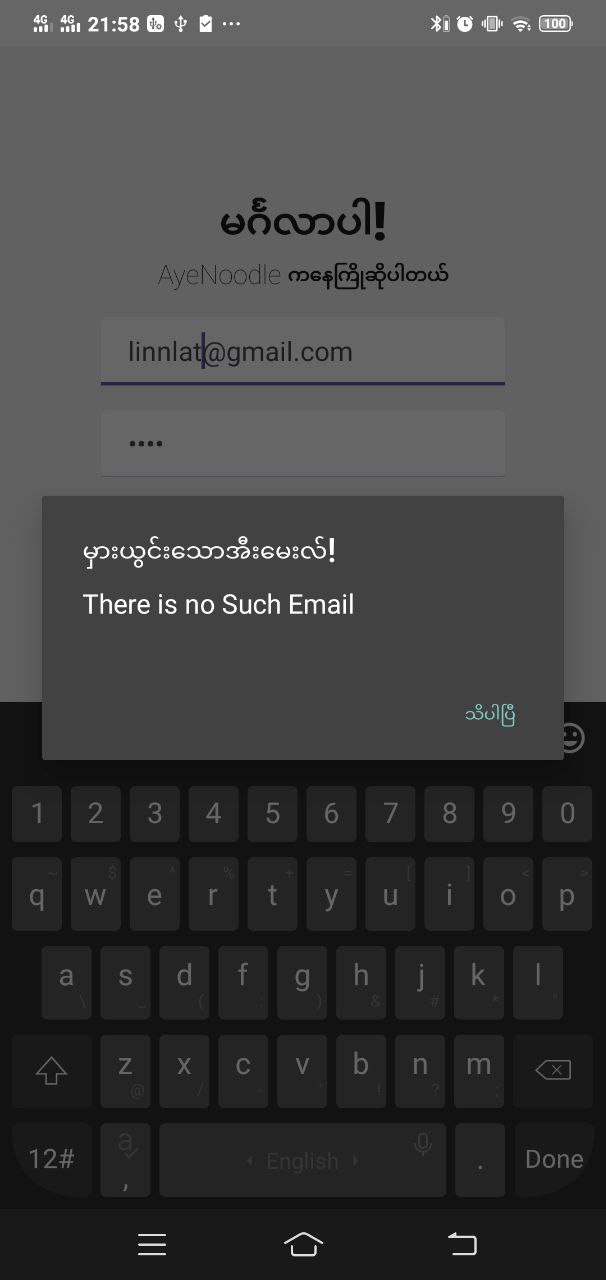 4G 4G 21:58 100
မင်္ဂလာပါ!
AyeNoodle ကနေကြိုဆိုပါတယ်
linnlat@gmail.com
••••
မှားယွင်းသောအီးမေးလ်!
There is no Such Email
သိပါပြီ
1 2 3 4 5 6 7 8 9 0
~ $ ^ % + = [ ] < >
q w e r t y u i o p
a s d f g h j k l
\ _ ( : ) & # * "
z x c v b n m
@ / - ' ! ? ;
12# a , English . Done